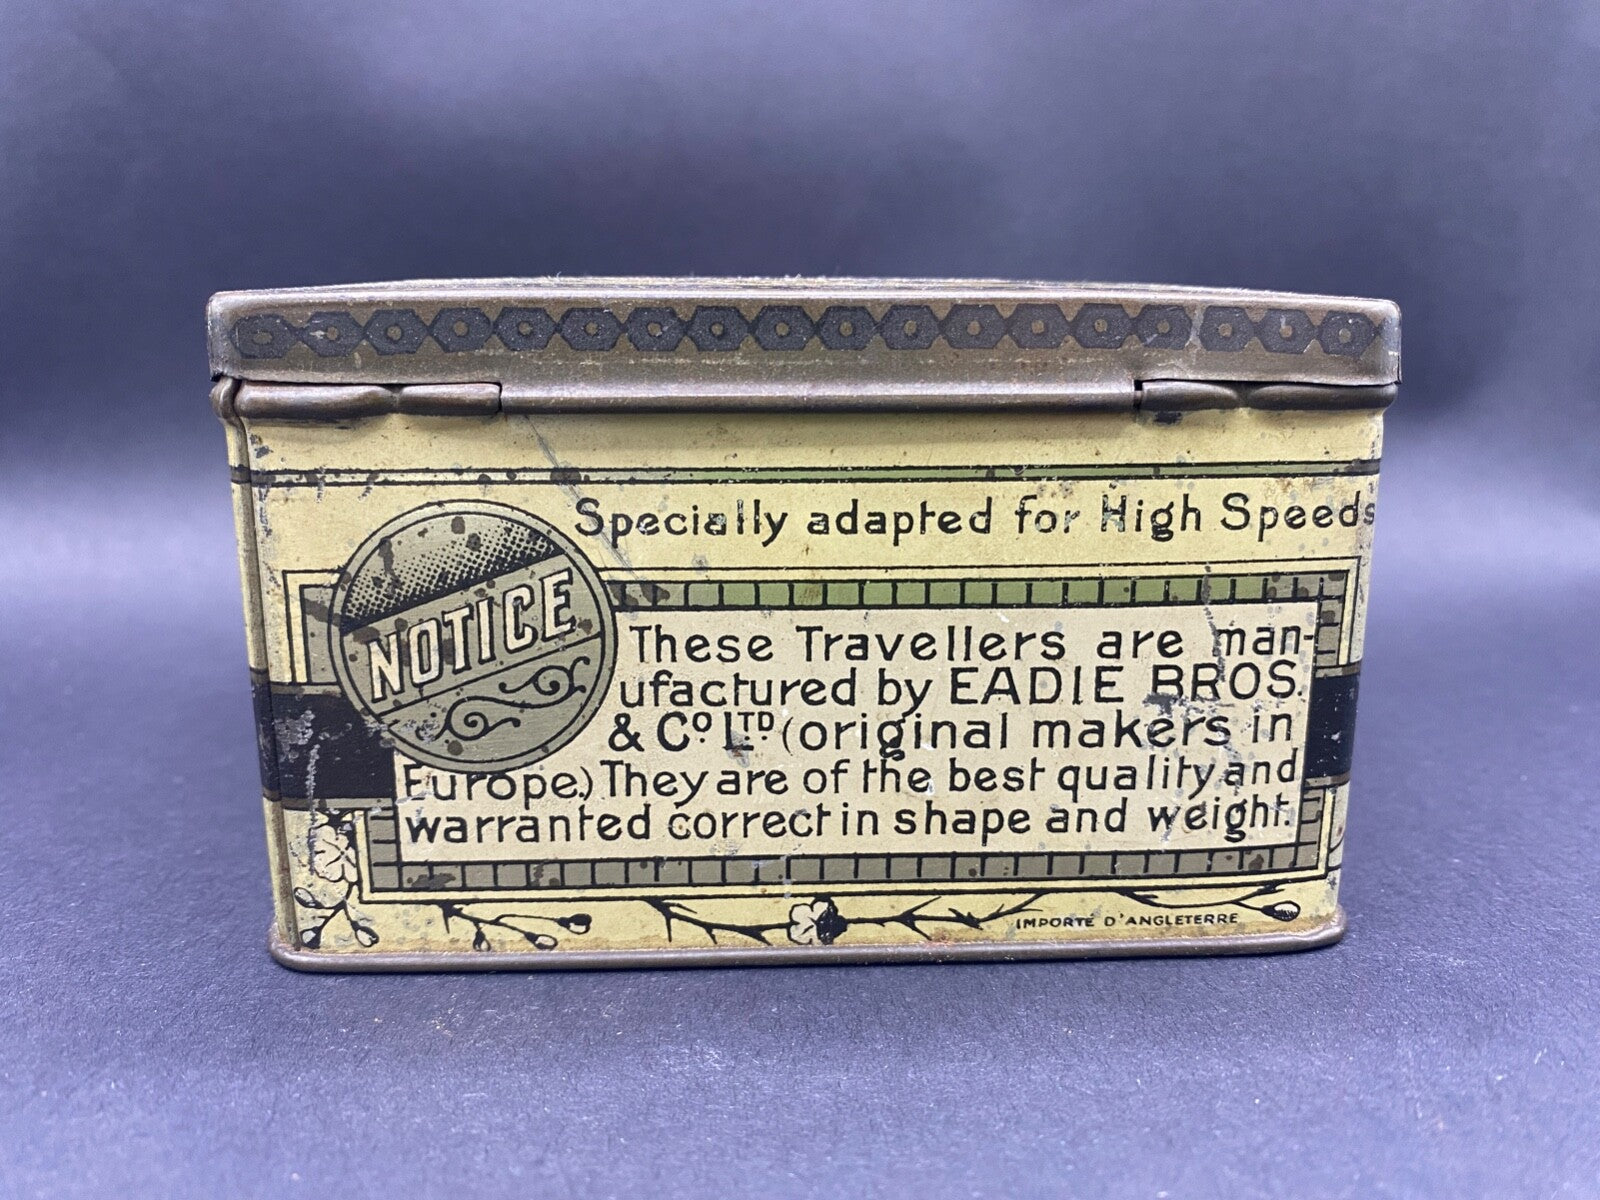 Specially adapted for High Speeds
NOTICE
These Travellers are man-
ufactured by EADIE BROS.
& Co. LTD. (original makers in
Europe.) They are of the best quality and
warranted correct in shape and weight.
IMPORTÉ D'ANGLETERRE